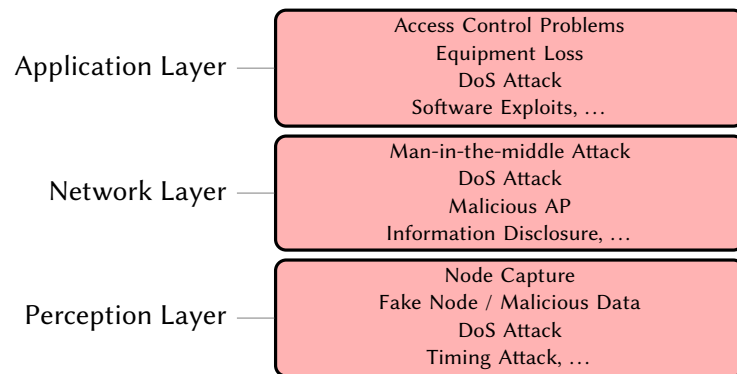 Application Layer
Access Control Problems
Equipment Loss
DoS Attack
Software Exploits, ...
Network Layer
Man-in-the-middle Attack
DoS Attack
Malicious AP
Information Disclosure, ...
Perception Layer
Node Capture
Fake Node / Malicious Data
DoS Attack
Timing Attack, ...